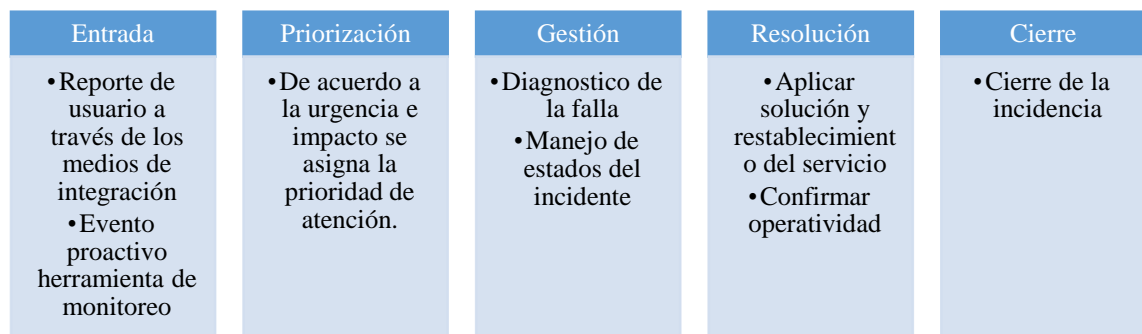 Entrada
•Reporte de
usuario a
través de los
medios de
integración
•Evento
proactivo
herramienta de
monitoreo
Priorización
•De acuerdo a
la urgencia e
impacto se
asigna la
prioridad de
atención.
Gestión
•Diagnostico de
la falla
•Manejo de
estados del
incidente
Resolución
•Aplicar
solución y
restablecimient
o del servicio
•Confirmar
operatividad
Cierre
•Cierre de la
incidencia